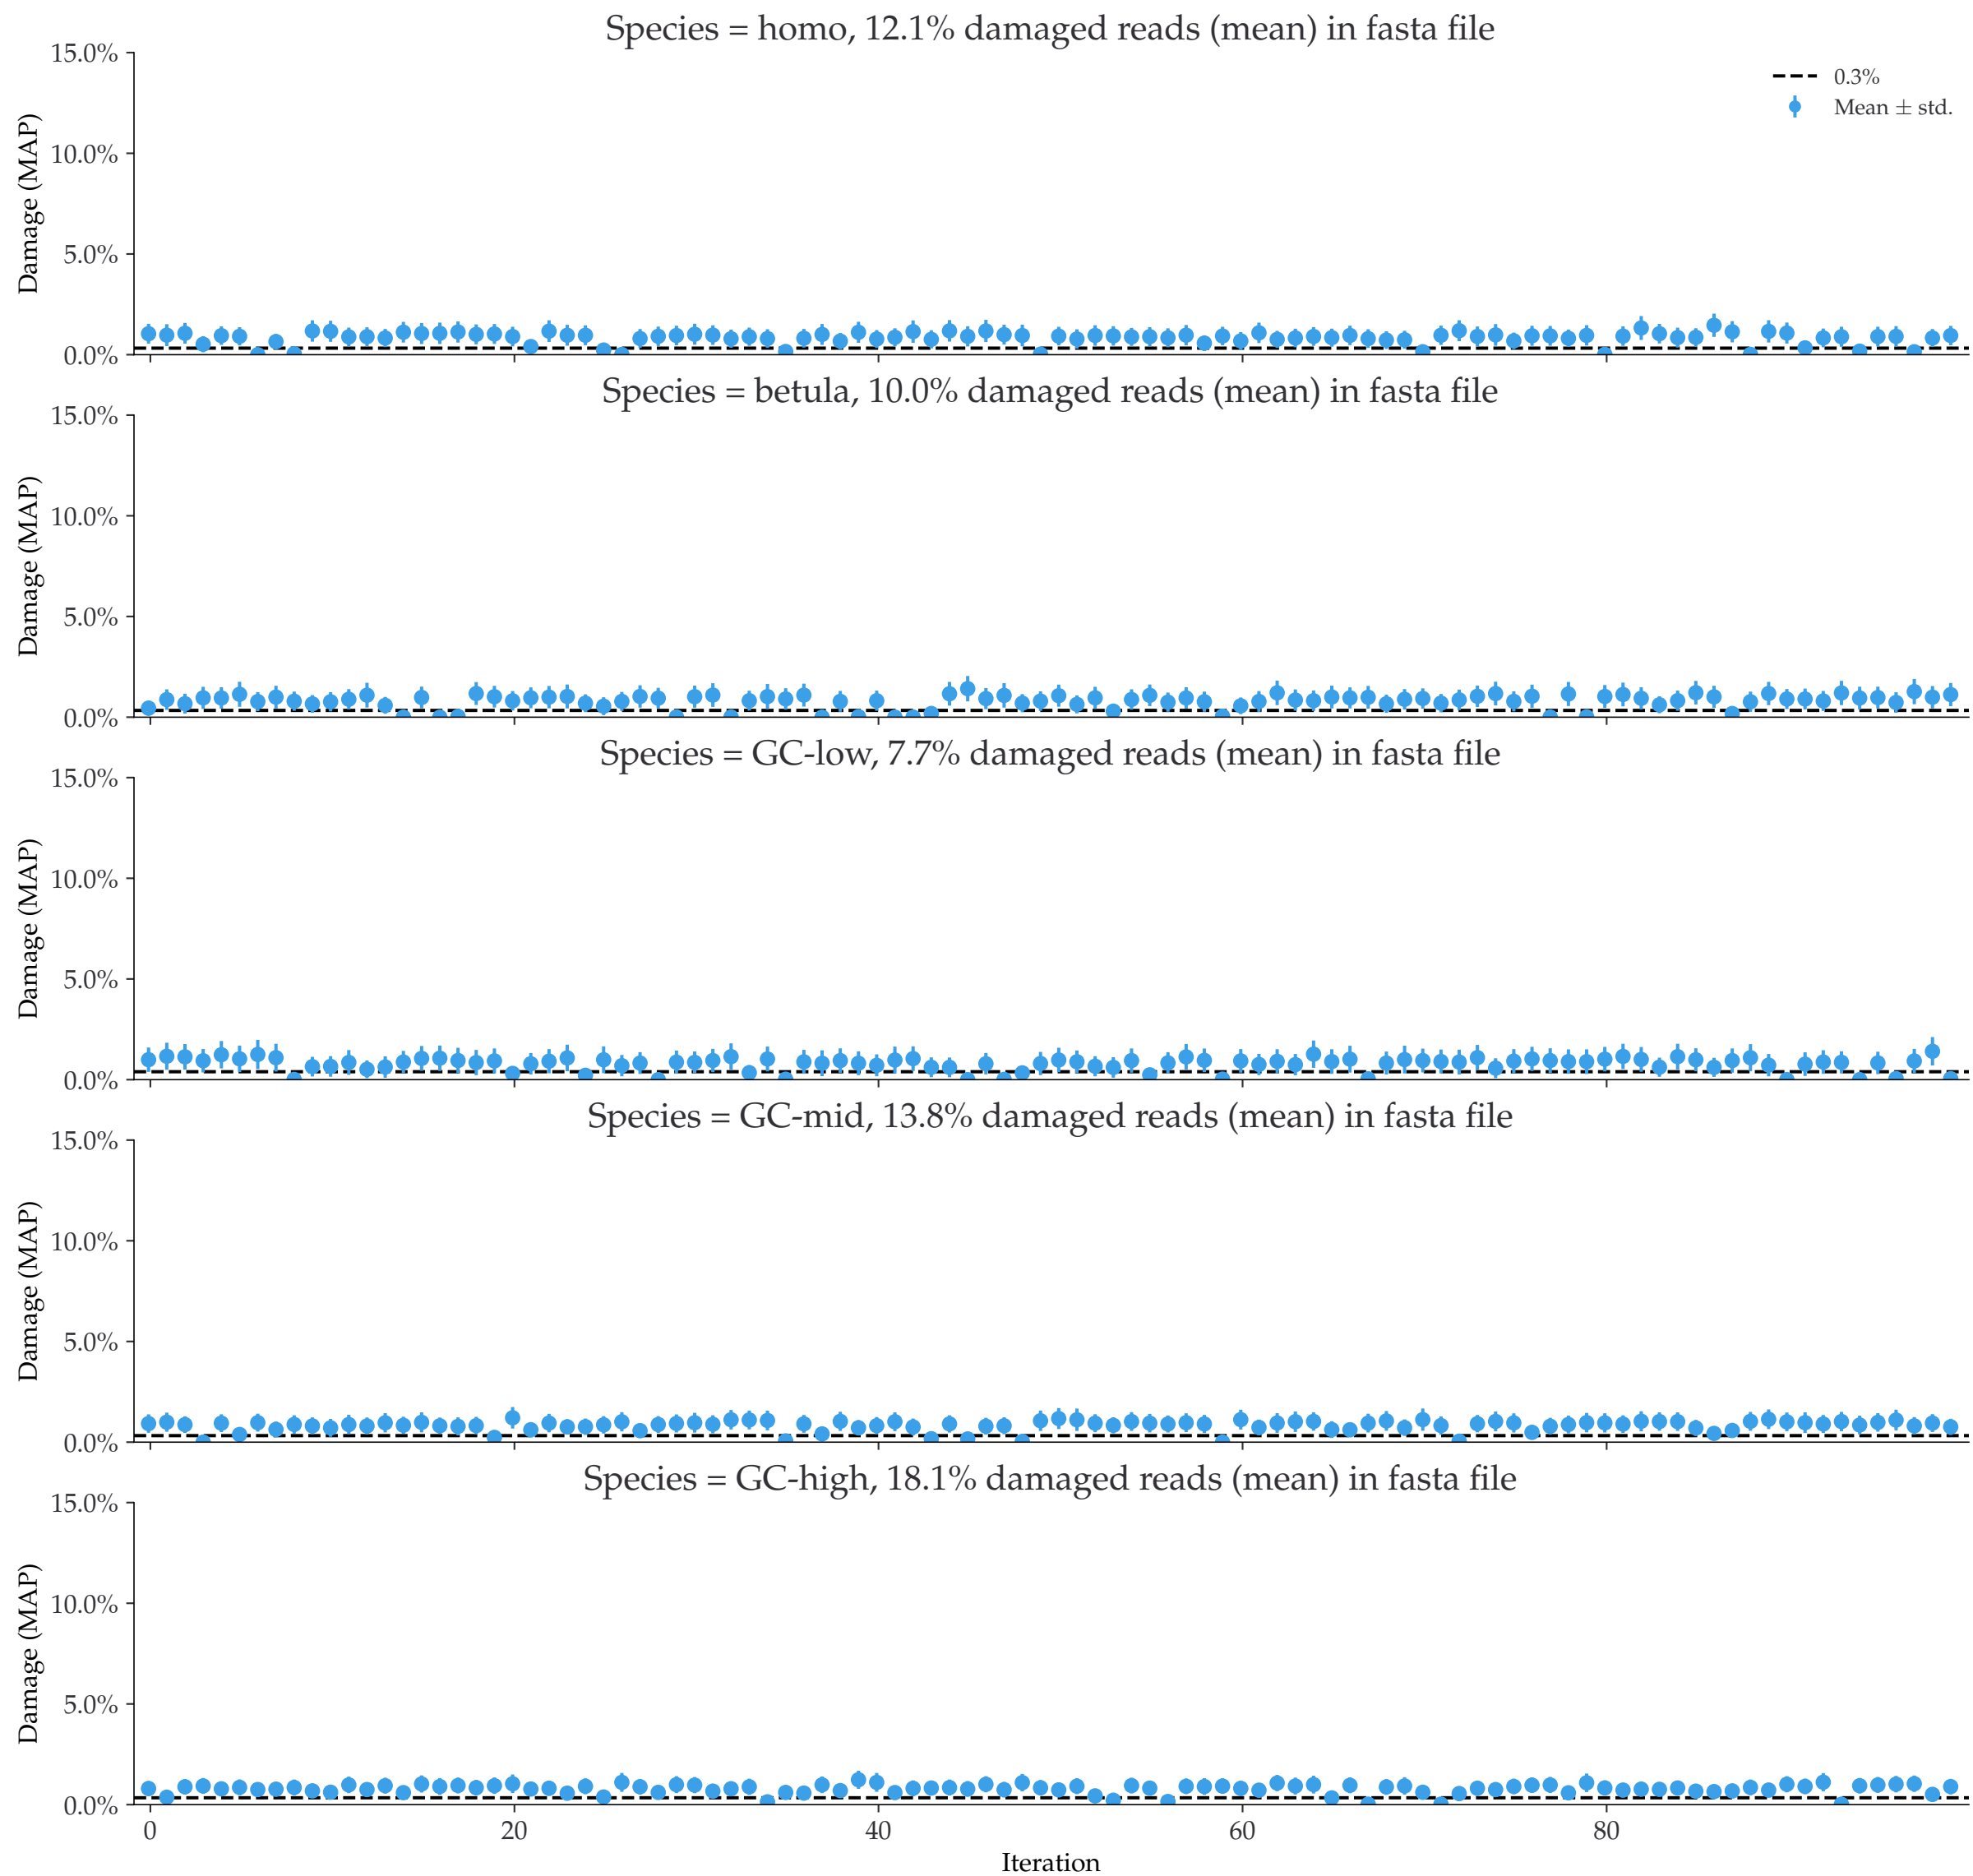 Species = homo, 12.1% damaged reads (mean) in fasta file
15.0%
10.0%
5.0%
0.0%
Damage (MAP)
0.3%
Mean ± std.
Species = betula, 10.0% damaged reads (mean) in fasta file
15.0%
10.0%
5.0%
0.0%
Damage (MAP)
Species = GC-low, 7.7% damaged reads (mean) in fasta file
15.0%
10.0%
5.0%
0.0%
Damage (MAP)
Species = GC-mid, 13.8% damaged reads (mean) in fasta file
15.0%
10.0%
5.0%
0.0%
Damage (MAP)
Species = GC-high, 18.1% damaged reads (mean) in fasta file
15.0%
10.0%
5.0%
0.0%
Damage (MAP)
0 20 40 60 80
Iteration